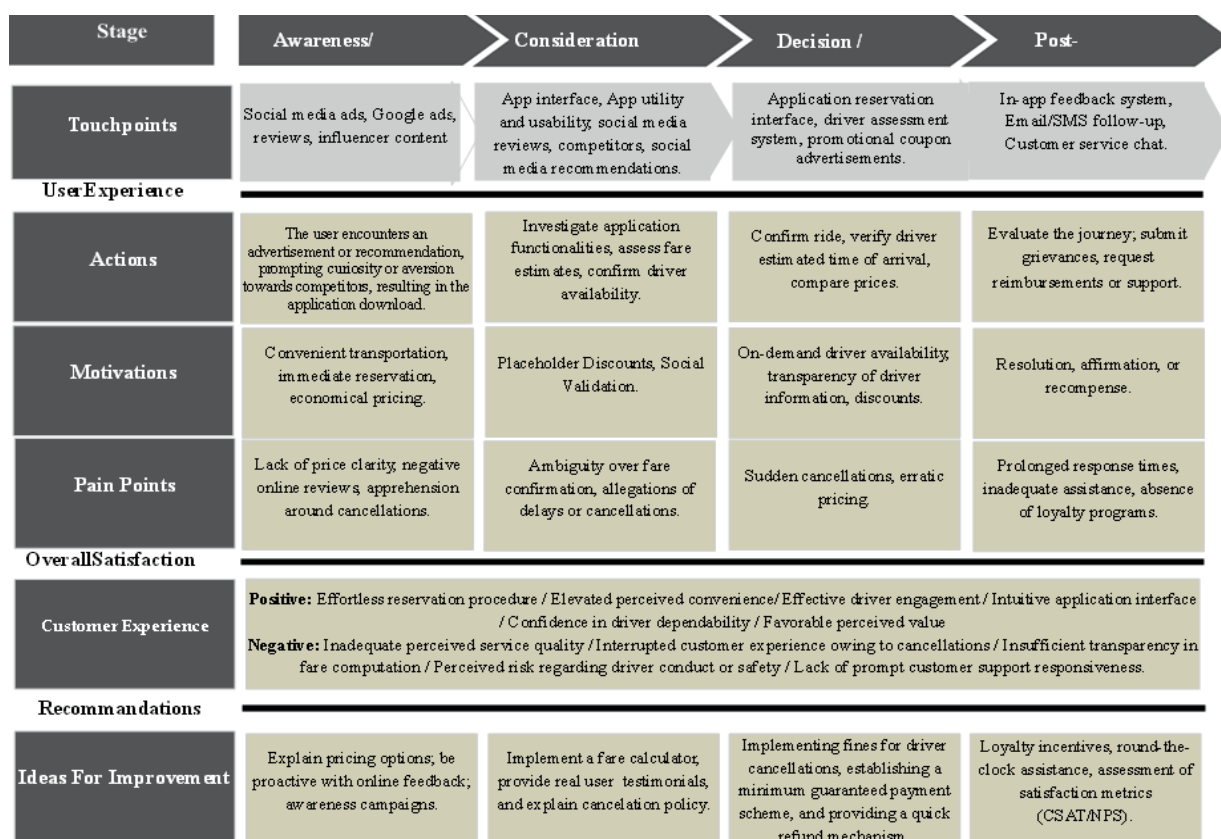 Stage
Awareness/
Consideration
Decision /
Post-
Touchpoints
Social media ads, Google ads,
reviews, influencer content
App interface, App utility
and usability, social media
reviews, competitors, social
media recommendations.
Application reservation
interface, driver assessment
system, promotional coupon
advertisements.
In-app feedback system,
Email/SMS follow-up,
Customer service chat.
UserExperience
Actions
The user encounters an
advertisement or recommendation,
prompting curiosity or aversion
towards competitors, resulting in the
application download.
Investigate application
functionalities, assess fare
estimates, confirm driver
availability.
Confirm ride, verify driver
estimated time of arrival,
compare prices.
Evaluate the journey; submit
grievances, request
reimbursements or support.
Motivations
Convenient transportation,
immediate reservation,
economical pricing.
Placeholder Discounts, Social
Validation.
On-demand driver availability,
transparency of driver
information, discounts.
Resolution, affirmation, or
recompense.
Pain Points
Lack of price clarity, negative
online reviews, apprehension
around cancellations.
Ambiguity over fare
confirmation, allegations of
delays or cancellations.
Sudden cancellations, erratic
pricing.
Prolonged response times,
inadequate assistance, absence
of loyalty programs.
OverallSatisfaction
Customer Experience
Positive: Effortless reservation procedure / Elevated perceived convenience/ Effective driver engagement / Intuitive application interface
/ Confidence in driver dependability / Favorable perceived value
Negative: Inadequate perceived service quality / Interrupted customer experience owing to cancellations / Insufficient transparency in
fare computation / Perceived risk regarding driver conduct or safety / Lack of prompt customer support responsiveness.
Recommandations
Ideas For Improvement
Explain pricing options; be
proactive with online feedback;
awareness campaigns.
Implement a fare calculator,
provide real user testimonials,
and explain cancelation policy.
Implementing fines for driver
cancellations, establishing a
minimum guaranteed payment
scheme, and providing a quick
refund mechanism
Loyalty incentives, round-the-
clock assistance, assessment of
satisfaction metrics
(CSAT/NPS).